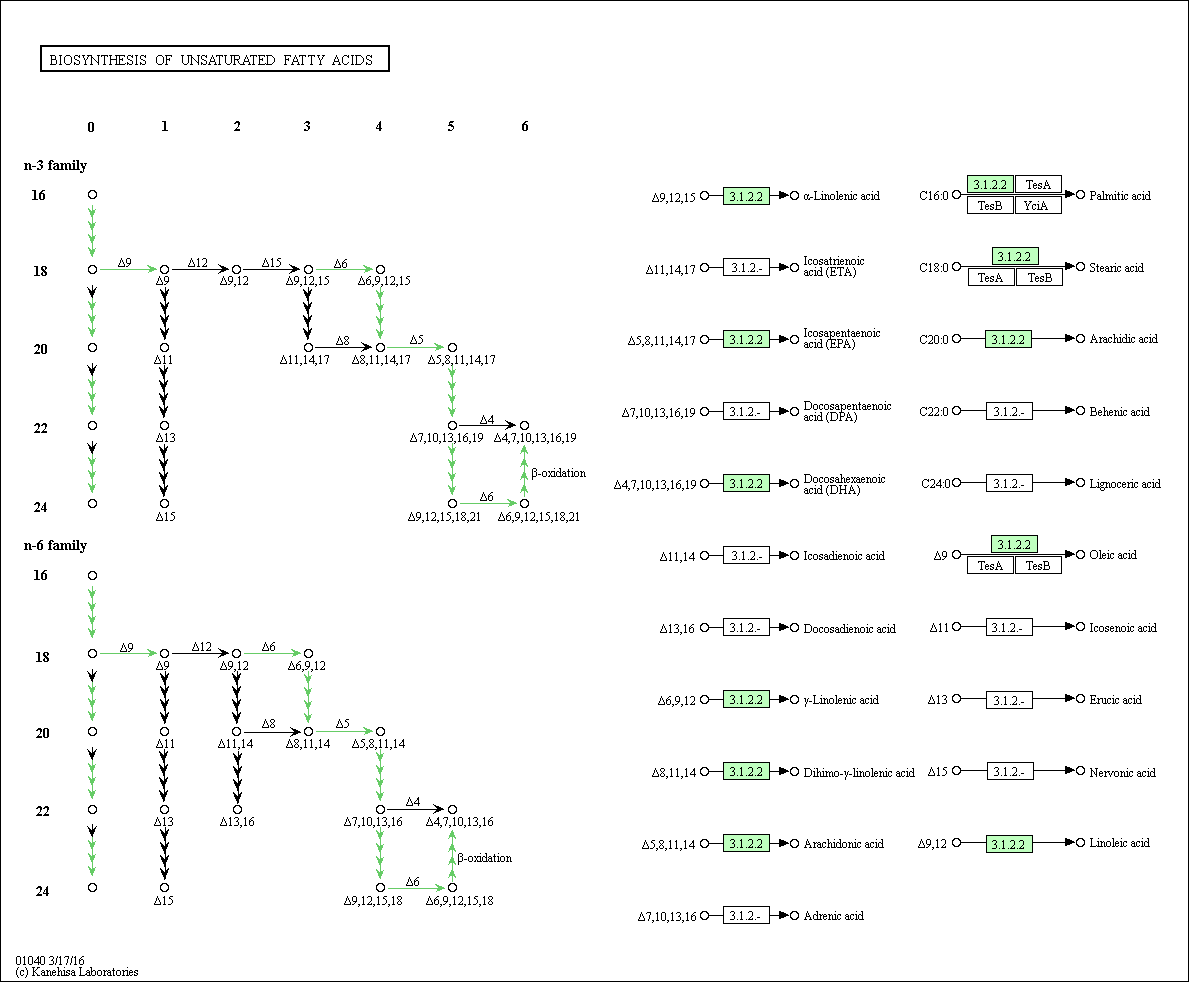 BIOSYNTHESIS OF UNSATURATED FATTY ACIDS
0 1 2 3 4 5 6
n-3 family
16
Δ9 Δ12 Δ15 Δ6
18
Δ9 Δ9,12 Δ9,12,15 Δ6,9,12,15
Δ8 Δ5
20
Δ11 Δ11,14,17 Δ8,11,14,17 Δ5,8,11,14,17
Δ4
22
Δ13 Δ7,10,13,16,19 Δ4,7,10,13,16,19
β-oxidation
Δ6
24
Δ15 Δ9,12,15,18,21 Δ6,9,12,15,18,21
n-6 family
16
Δ9 Δ12 Δ6
18
Δ9 Δ9,12 Δ6,9,12
Δ8 Δ5
20
Δ11 Δ11,14 Δ8,11,14 Δ5,8,11,14
Δ4
22
Δ13 Δ13,16 Δ7,10,13,16 Δ4,7,10,13,16
β-oxidation
Δ6
24
Δ15 Δ9,12,15,18 Δ6,9,12,15,18
Δ9,12,15 3.1.2.2 α-Linolenic acid
Δ11,14,17 3.1.2.- Icosatrienoic
acid (ETA)
Δ5,8,11,14,17 3.1.2.2 Icosapentaenoic
acid (EPA)
Δ7,10,13,16,19 3.1.2.- Docosapentaenoic
acid (DPA)
Δ4,7,10,13,16,19 3.1.2.2 Docosahexaenoic
acid (DHA)
Δ11,14 3.1.2.- Icosadienoic acid
Δ13,16 3.1.2.- Docosadienoic acid
Δ6,9,12 3.1.2.2 γ-Linolenic acid
Δ8,11,14 3.1.2.2 Dihimo-γ-linolenic acid
Δ5,8,11,14 3.1.2.2 Arachidonic acid
Δ7,10,13,16 3.1.2.- Adrenic acid
3.1.2.2 TesA
C16:0 Palmitic acid
TesB YciA
3.1.2.2
C18:0 Stearic acid
TesA TesB
C20:0 3.1.2.2 Arachidic acid
C22:0 3.1.2.- Behenic acid
C24:0 3.1.2.- Lignoceric acid
3.1.2.2
Δ9 Oleic acid
TesA TesB
Δ11 3.1.2.- Icosenoic acid
Δ13 3.1.2.- Erucic acid
Δ15 3.1.2.- Nervonic acid
Δ9,12 3.1.2.2 Linoleic acid
01040 3/17/16
(c) Kanehisa Laboratories